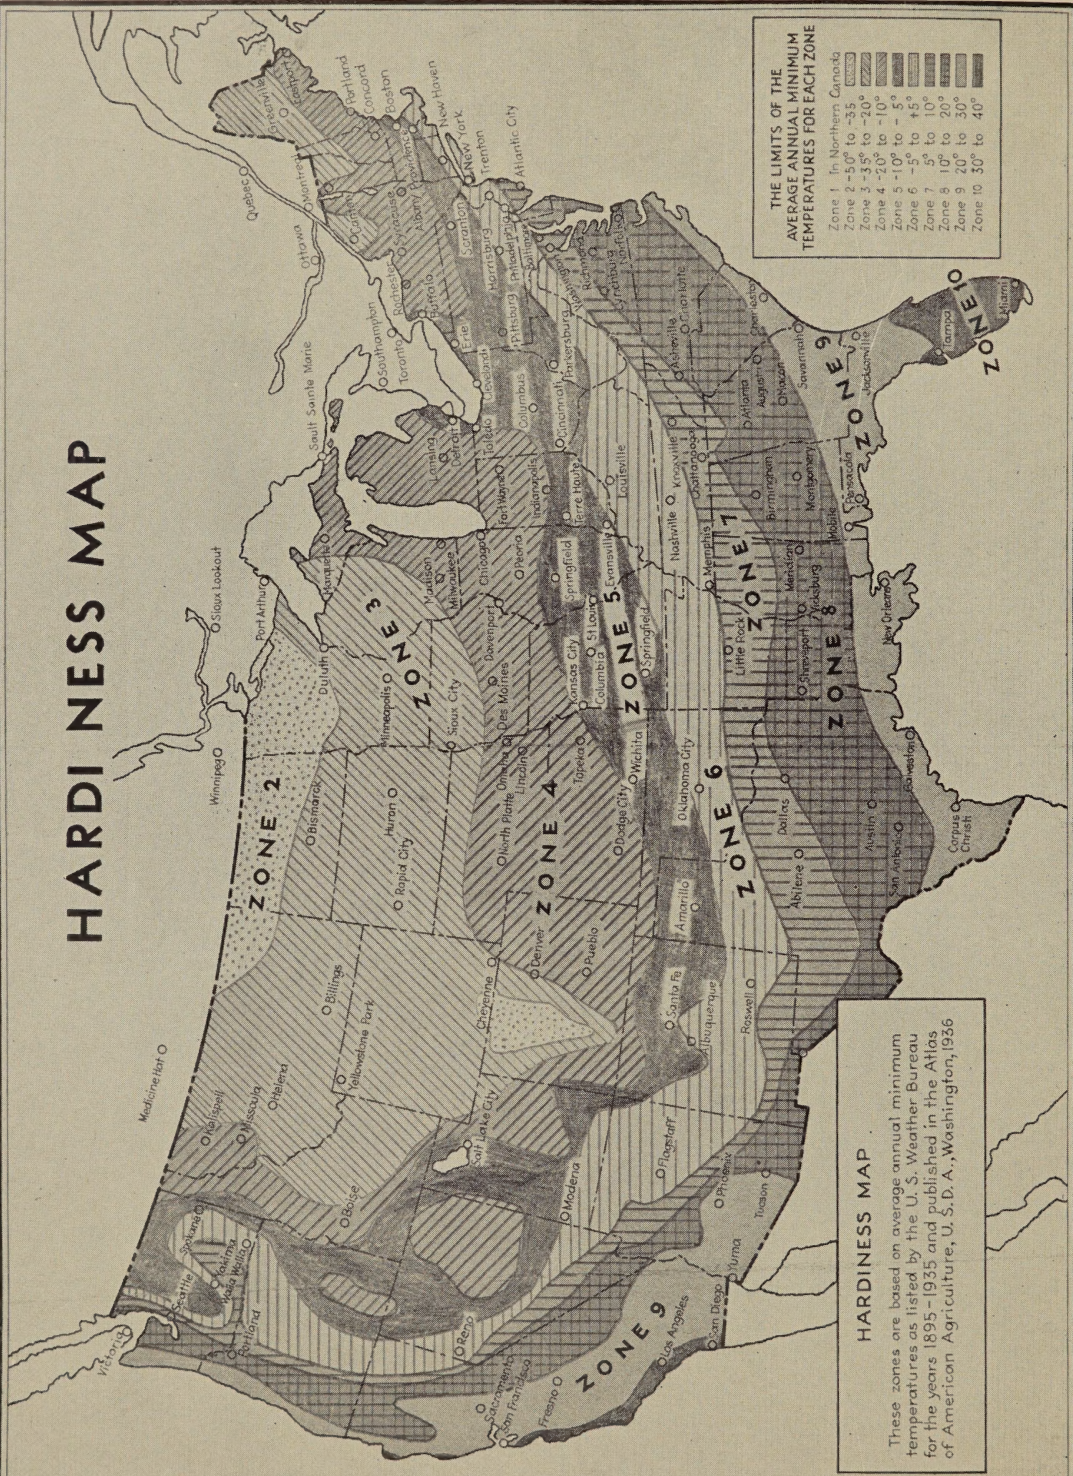 HARDINESS MAP
THE LIMITS OF THE
AVERAGE ANNUAL MINIMUM
TEMPERATURES FOR EACH ZONE
Zone 1 In Northern Canada
Zone 2 -50° to -35
Zone 3 -35° to -20°
Zone 4 -20° to -10°
Zone 5 -10° to -5°
Zone 6 -5° to +5°
Zone 7 5° to 10°
Zone 8 10° to 20°
Zone 9 20° to 30°
Zone 10 30° to 40°
HARDINESS MAP
These zones are based on average annual minimum
temperatures as listed by the U. S. Weather Bureau
for the years 1895-1935 and published in the Atlas
of American Agriculture, U. S. D. A., Washington, 1936
ZONE 2
ZONE 3
ZONE 4
ZONE 5
ZONE 6
ZONE 7
ZONE 8
ZONE 9
ZONE 9
ZONE 10
Victoria
Seattle
Spokane
Yakima
Walla Walla
Portland
Medicine Hat
Kalispell
Missoula
Helena
Billings
Yellowstone Park
Boise
Winnipeg
Sioux Lookout
Port Arthur
Bismarck
Duluth
Huron
Rapid City
Minneapolis
Sioux City
Marquette
Sault Sainte Marie
Southampton
Toronto
Ottawa
Quebec
Montreal
Canton
Greenville
Eastport
Portland
Concord
Boston
Providence
New Haven
New York
Albany
Syracuse
Rochester
Buffalo
Scranton
Trenton
Atlantic City
Harrisburg
Philadelphia
Baltimore
Washington
Pittsburg
Erie
Cleveland
Toledo
Detroit
Lansing
Madison
Milwaukee
Chicago
Fort Wayne
Columbus
Parkersburg
Cincinnati
Indianapolis
Terre Haute
Peoria
Springfield
Davenport
Des Moines
Omaha
Lincoln
North Platte
Cheyenne
Denver
Pueblo
Salt Lake City
Modena
Reno
Sacramento
San Francisco
Fresno
Los Angeles
San Diego
Yuma
Phoenix
Tucson
Flagstaff
Albuquerque
Santa Fe
Roswell
Amarillo
Dodge City
Wichita
Topeka
Kansas City
Columbia
St Louis
Springfield
Evansville
Louisville
Richmond
Lynchburg
Norfolk
Oklahoma City
Nashville
Knoxville
Asheville
Charlotte
Chattanooga
Memphis
Little Rock
Atlanta
Augusta
Macon
Charleston
Savannah
Birmingham
Montgomery
Meridian
Vicksburg
Shreveport
Dallas
Abilene
Austin
San Antonio
Galveston
Corpus
Christi
New Orleans
Mobile
Pensacola
Jacksonville
Tampa
Miami